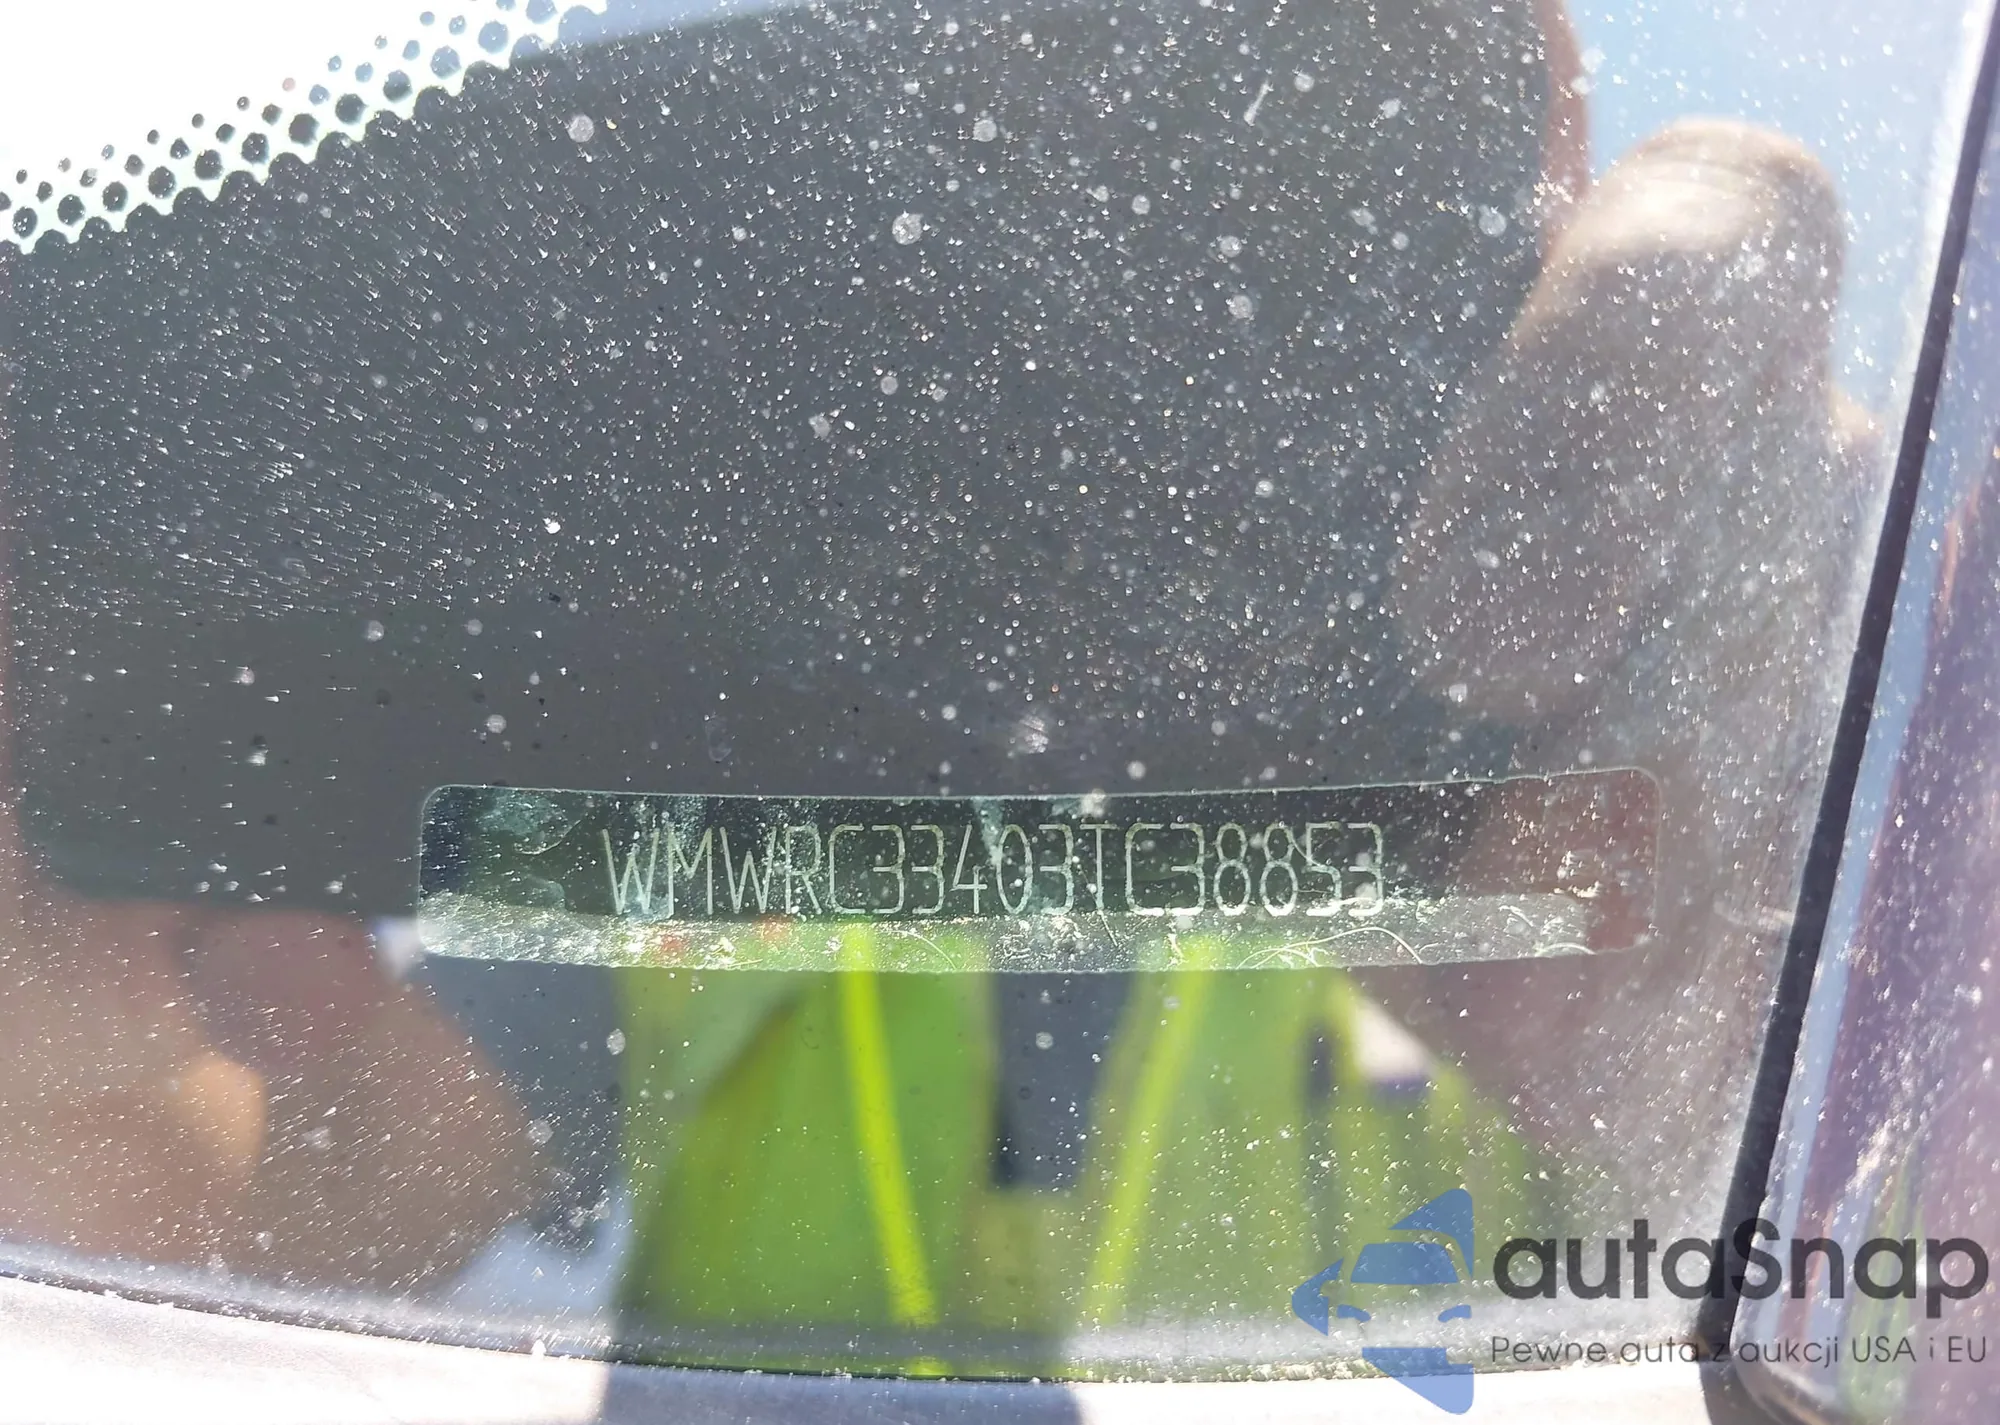 WMWRC33403TC38853
autaSnap
Pewne auta z aukcji USA i EU